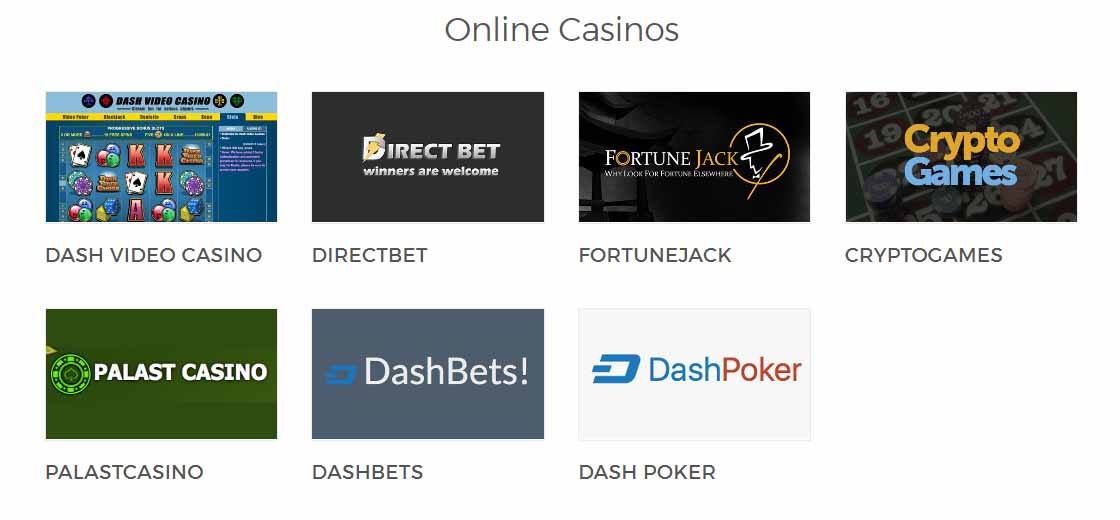 Online Casinos
DASH VIDEO CASINO
Video Poker Blackjack Roulette Craps Keno Slots Dice
PROGRESSIVE BONUS SLOTS
DIRECT BET
winners are welcome
FORTUNE JACK
WHY LOOK FOR FORTUNE ELSEWHERE
Crypto
Games
DASH VIDEO CASINO
DIRECTBET
FORTUNEJACK
CRYPTOGAMES
PALAST CASINO
DashBets!
DashPoker
PALASTCASINO
DASHBETS
DASH POKER